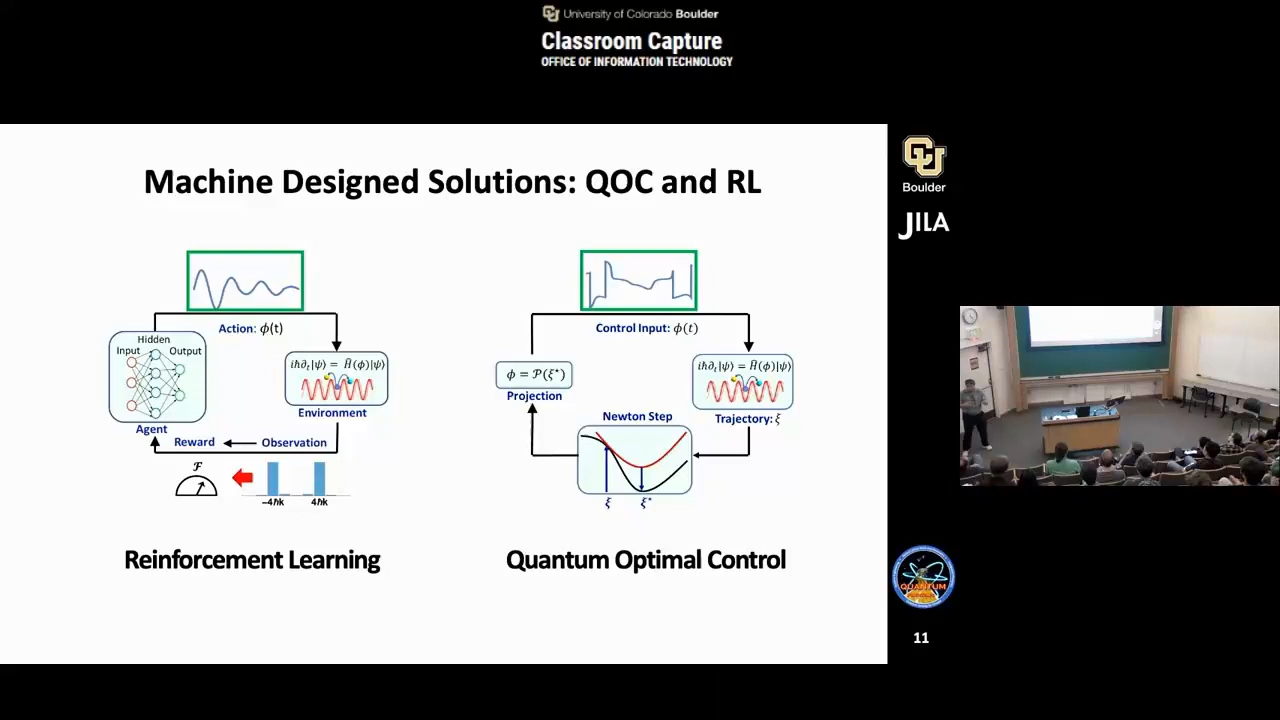 University of Colorado Boulder
Classroom Capture
OFFICE OF INFORMATION TECHNOLOGY
Machine Designed Solutions: QOC and RL
Action: ϕ(t)
Hidden
Input
Output
iℏ∂ₜ|ψ⟩ = Ĥ(ϕ)|ψ⟩
Environment
Agent
Reward
Observation
ℱ
−4ℏk
4ℏk
Reinforcement Learning
Control Input: ϕ(t)
ϕ = 𝒫(ξ⋆)
Projection
iℏ∂ₜ|ψ⟩ = Ĥ(ϕ)|ψ⟩
Trajectory: ξ
Newton Step
ξ
ξ⋆
Quantum Optimal Control
CU
Boulder
JILA
QUANTUM
11